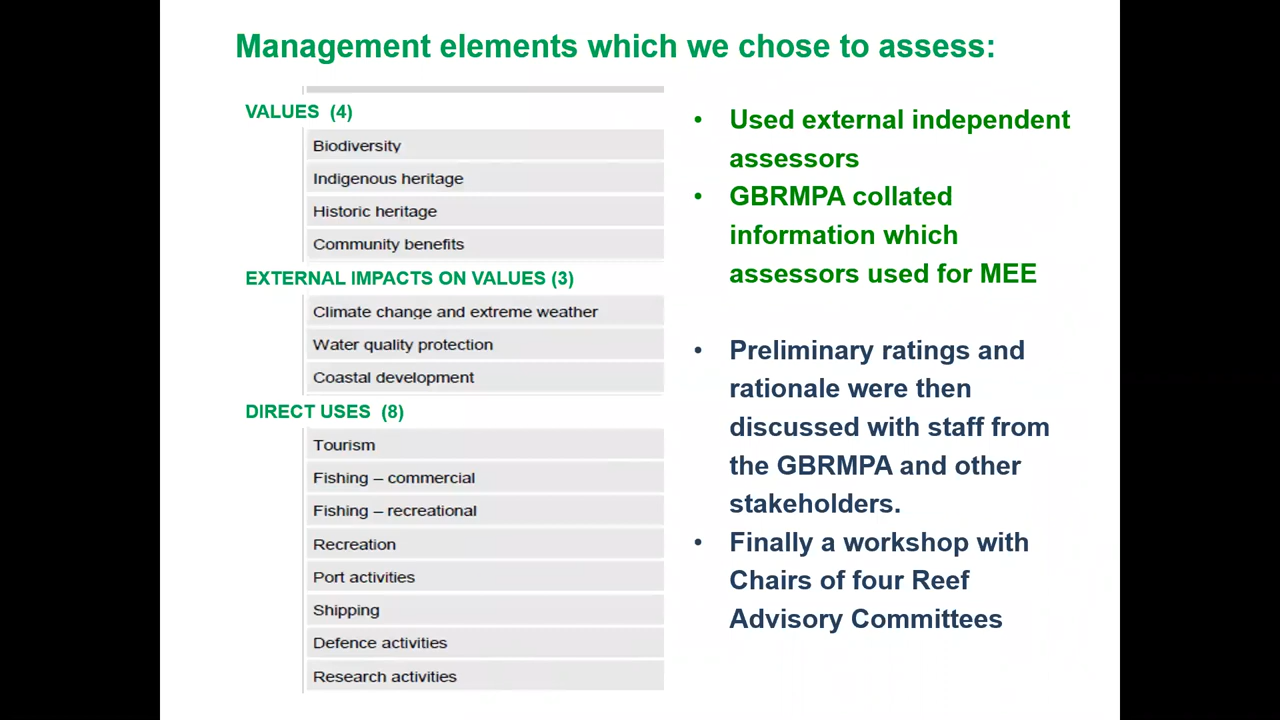 Management elements which we chose to assess:
VALUES (4)
Biodiversity
Indigenous heritage
Historic heritage
Community benefits
EXTERNAL IMPACTS ON VALUES (3)
Climate change and extreme weather
Water quality protection
Coastal development
DIRECT USES (8)
Tourism
Fishing – commercial
Fishing – recreational
Recreation
Port activities
Shipping
Defence activities
Research activities
• Used external independent
assessors
• GBRMPA collated
information which
assessors used for MEE
• Preliminary ratings and
rationale were then
discussed with staff from
the GBRMPA and other
stakeholders.
• Finally a workshop with
Chairs of four Reef
Advisory Committees